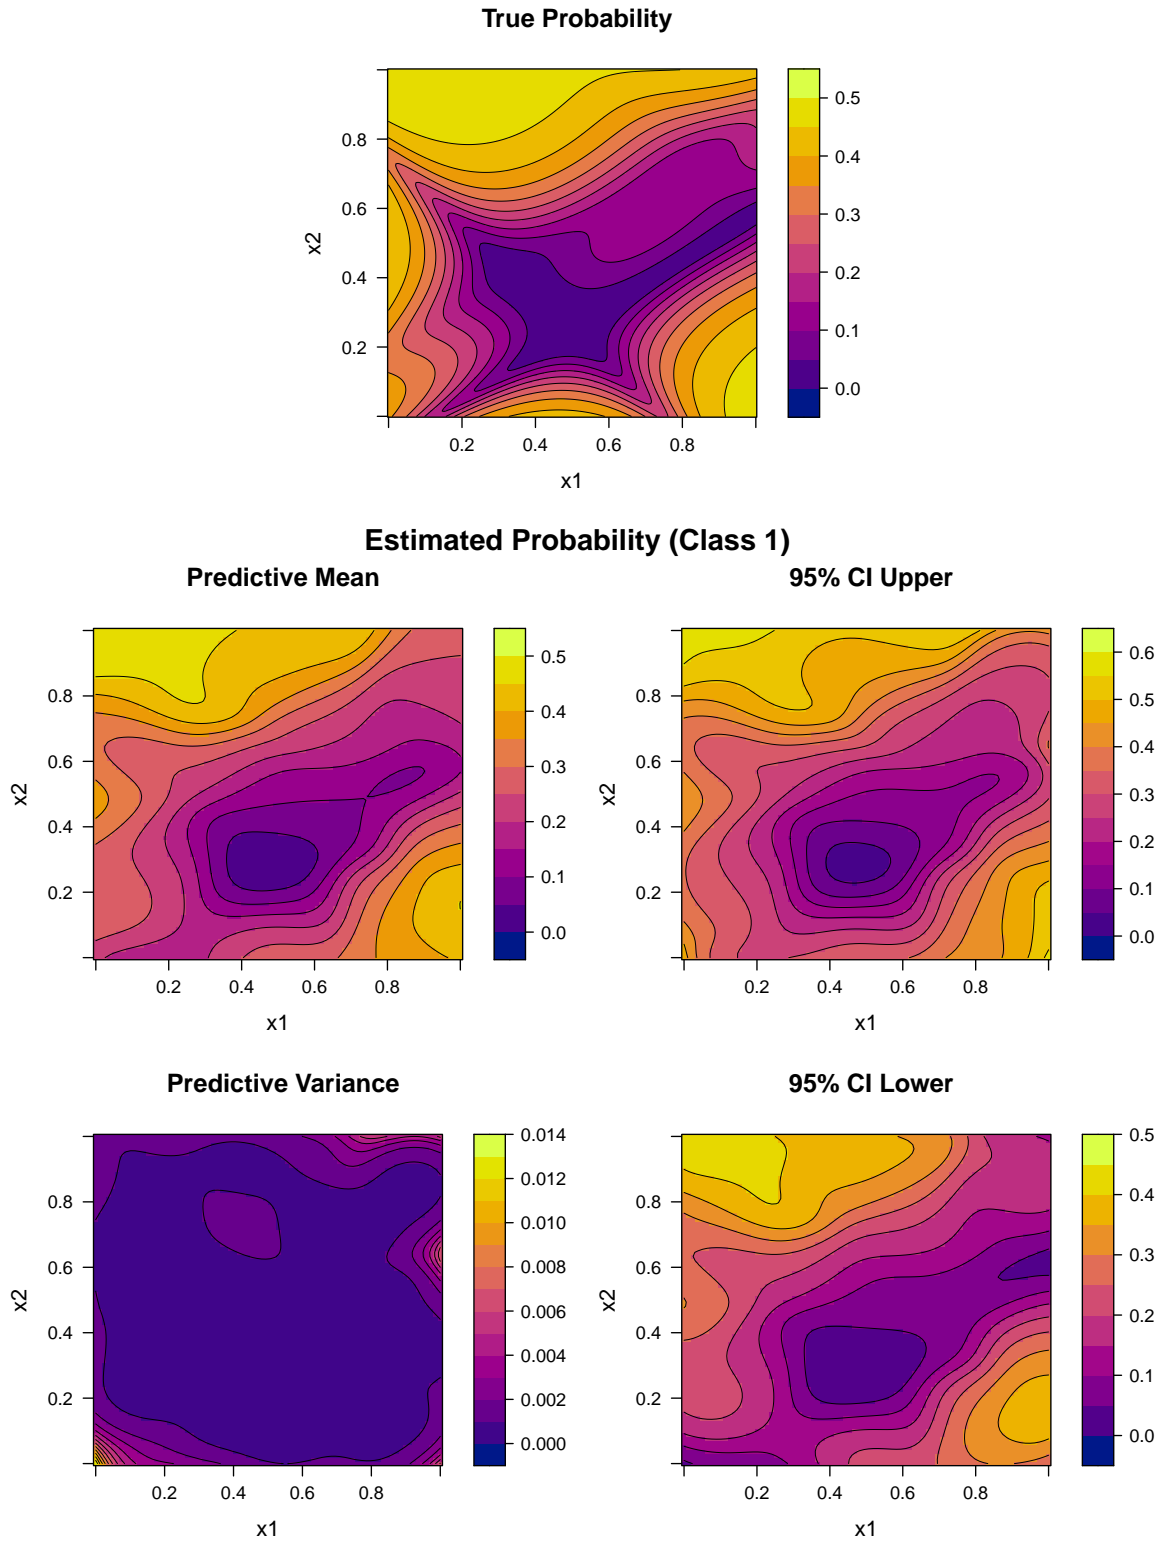 True Probability
x2
0.8
0.6
0.4
0.2
0.2 0.4 0.6 0.8
x1
0.5
0.4
0.3
0.2
0.1
0.0
Estimated Probability (Class 1)
Predictive Mean
x2
0.8
0.6
0.4
0.2
0.2 0.4 0.6 0.8
x1
0.5
0.4
0.3
0.2
0.1
0.0
95% CI Upper
x2
0.8
0.6
0.4
0.2
0.2 0.4 0.6 0.8
x1
0.6
0.5
0.4
0.3
0.2
0.1
0.0
Predictive Variance
x2
0.8
0.6
0.4
0.2
0.2 0.4 0.6 0.8
x1
0.014
0.012
0.010
0.008
0.006
0.004
0.002
0.000
95% CI Lower
x2
0.8
0.6
0.4
0.2
0.2 0.4 0.6 0.8
x1
0.5
0.4
0.3
0.2
0.1
0.0